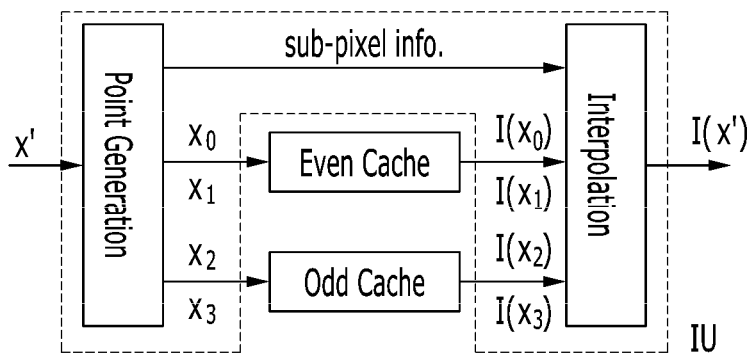 sub-pixel info.
Point Generation
Interpolation
x'
x₀
x₁
Even Cache
I(x₀)
I(x₁)
I(x')
x₂
x₃
Odd Cache
I(x₂)
I(x₃)
IU